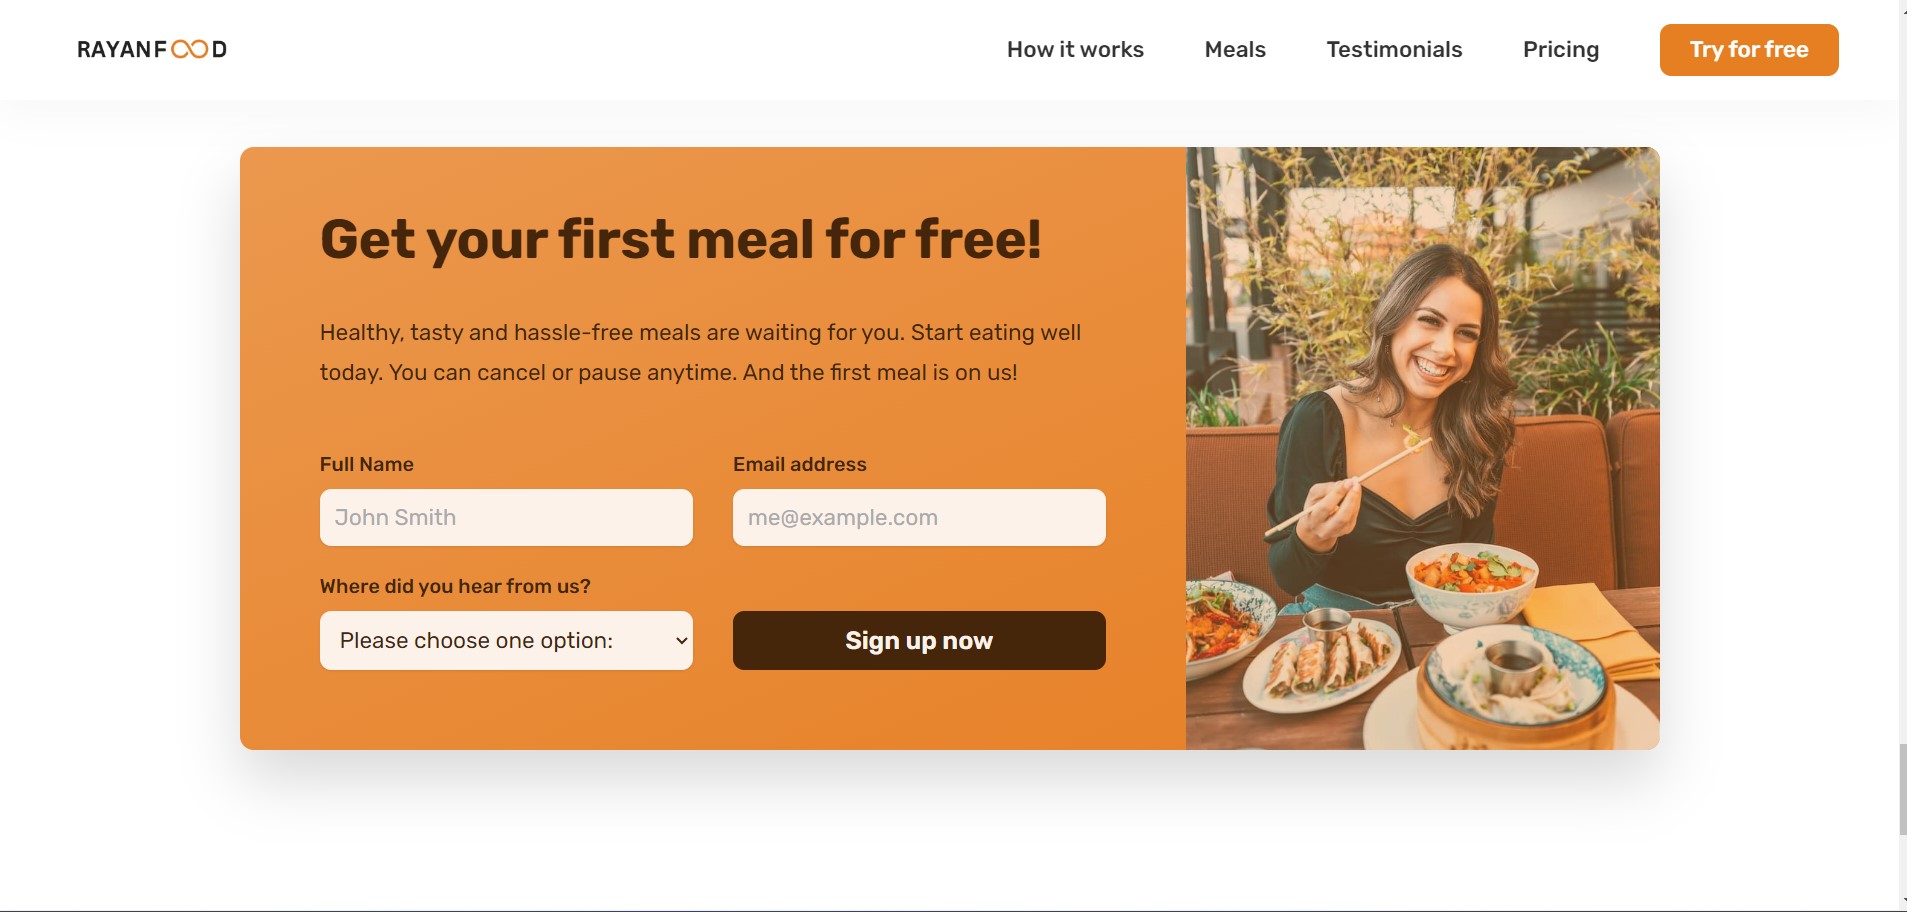 RAYANFOOD
How it works
Meals
Testimonials
Pricing
Try for free
Get your first meal for free!
Healthy, tasty and hassle-free meals are waiting for you. Start eating well
today. You can cancel or pause anytime. And the first meal is on us!
Full Name
Email address
John Smith
me@example.com
Where did you hear from us?
Please choose one option:
Sign up now